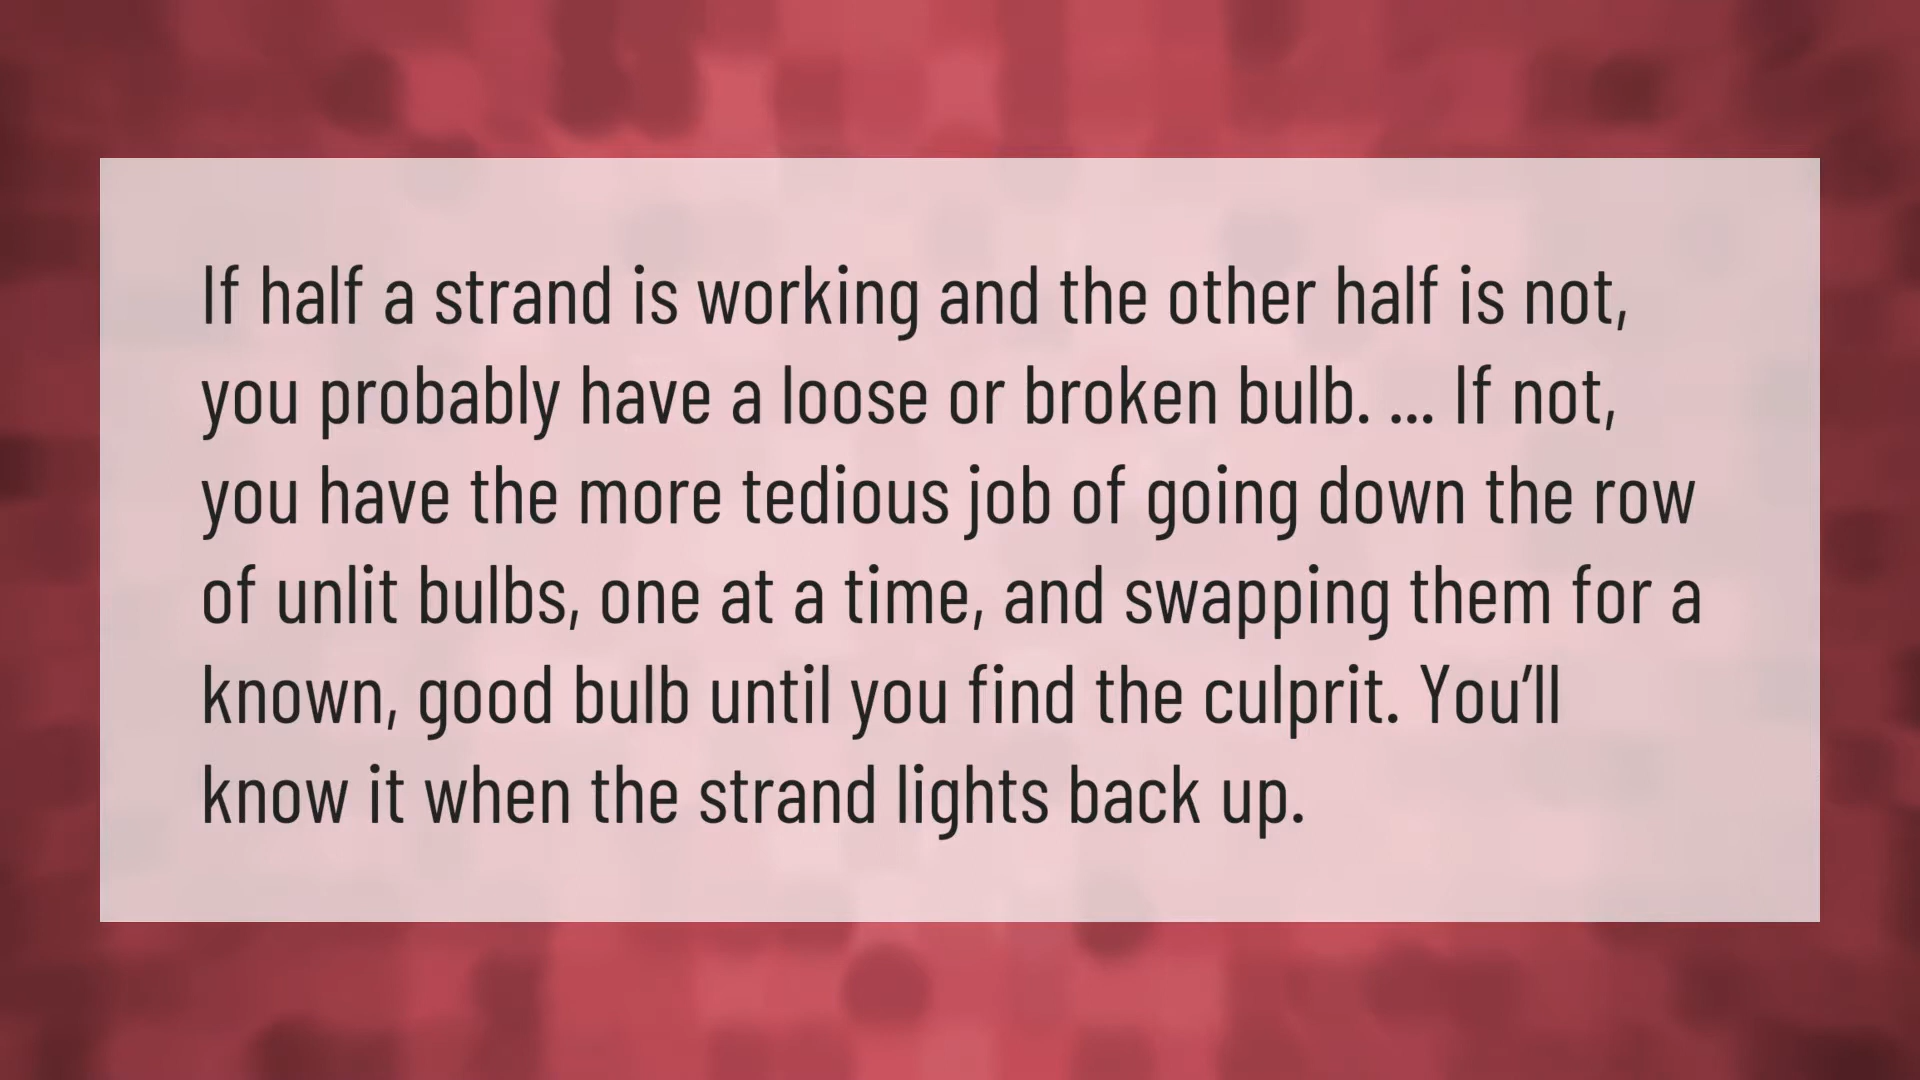 If half a strand is working and the other half is not,
you probably have a loose or broken bulb. ... If not,
you have the more tedious job of going down the row
of unlit bulbs, one at a time, and swapping them for a
known, good bulb until you find the culprit. You’ll
know it when the strand lights back up.